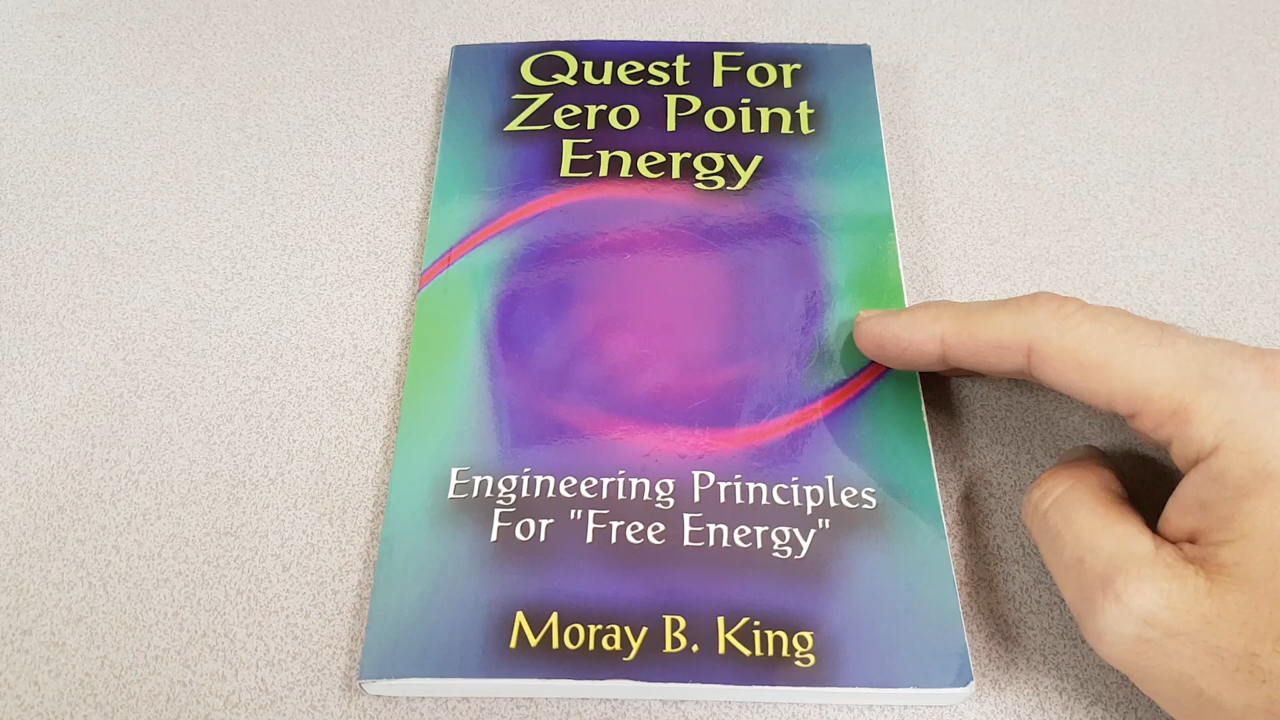 Quest For
Zero Point
Energy
Engineering Principles
For "Free Energy"
Moray B. King